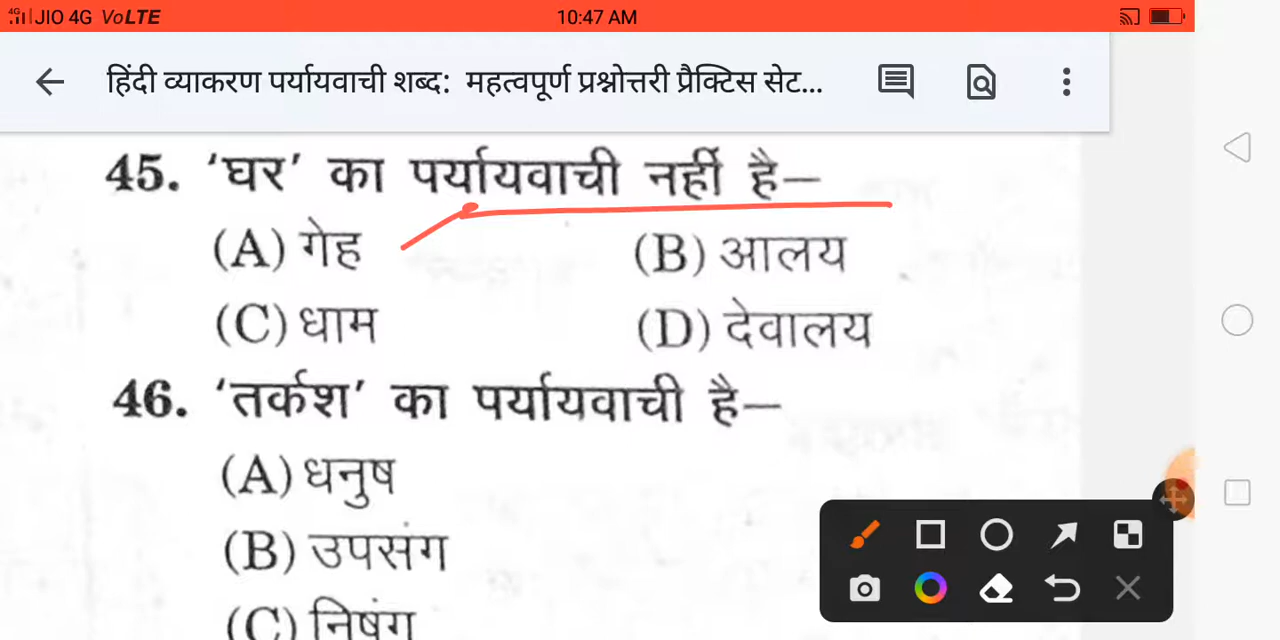 4G JIO 4G VoLTE 10:47 AM
हिंदी व्याकरण पर्यायवाची शब्द: महत्वपूर्ण प्रश्नोत्तरी प्रैक्टिस सेट...
45. 'घर' का पर्यायवाची नहीं है—
(A) गेह (B) आलय
(C) धाम (D) देवालय
46. 'तर्कश' का पर्यायवाची है—
(A) धनुष
(B) उपसंग
(C) निषंग